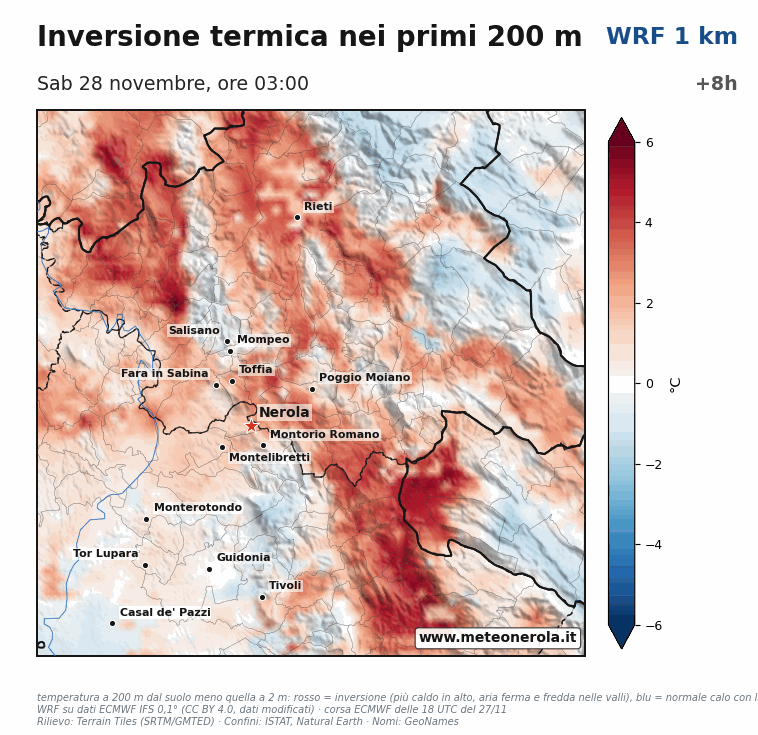 Inversione termica nei primi 200 m WRF 1 km
Sab 28 novembre, ore 03:00 +8h
Rieti
Salisano
Mompeo
Fara in Sabina
Toffia
Poggio Moiano
Nerola
Montorio Romano
Montelibretti
Monterotondo
Tor Lupara
Guidonia
Tivoli
Casal de' Pazzi
www.meteonerola.it
6
4
2
0
−2
−4
−6
°C
temperatura a 200 m dal suolo meno quella a 2 m: rosso = inversione (più caldo in alto, aria ferma e fredda nelle valli), blu = normale calo con l
WRF su dati ECMWF IFS 0,1° (CC BY 4.0, dati modificati) · corsa ECMWF delle 18 UTC del 27/11
Rilievo: Terrain Tiles (SRTM/GMTED) · Confini: ISTAT, Natural Earth · Nomi: GeoNames